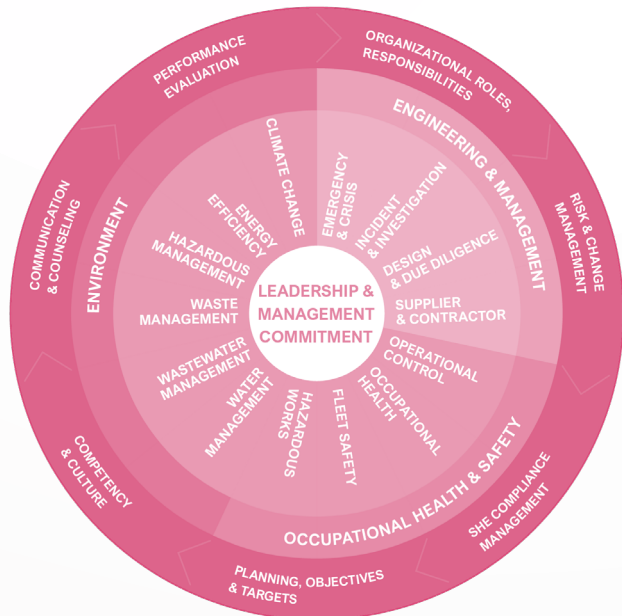 PERFORMANCE
EVALUATION
ORGANIZATIONAL ROLES,
RESPONSIBILITIES
RISK & CHANGE
MANAGEMENT
SHE COMPLIANCE
MANAGEMENT
PLANNING, OBJECTIVES
& TARGETS
COMPETENCY
& CULTURE
COMMUNICATION
& COUNSELING
ENGINEERING & MANAGEMENT
EMERGENCY
& CRISIS
INCIDENT
& INVESTIGATION
DESIGN
& DUE DILIGENCE
SUPPLIER
& CONTRACTOR
OCCUPATIONAL HEALTH & SAFETY
OPERATIONAL
CONTROL
OCCUPATIONAL
HEALTH
FLEET SAFETY
HAZARDOUS
WORKS
ENVIRONMENT
WATER
MANAGEMENT
WASTEWATER
MANAGEMENT
WASTE
MANAGEMENT
HAZARDOUS
MANAGEMENT
ENERGY
EFFICIENCY
CLIMATE CHANGE
LEADERSHIP &
MANAGEMENT
COMMITMENT